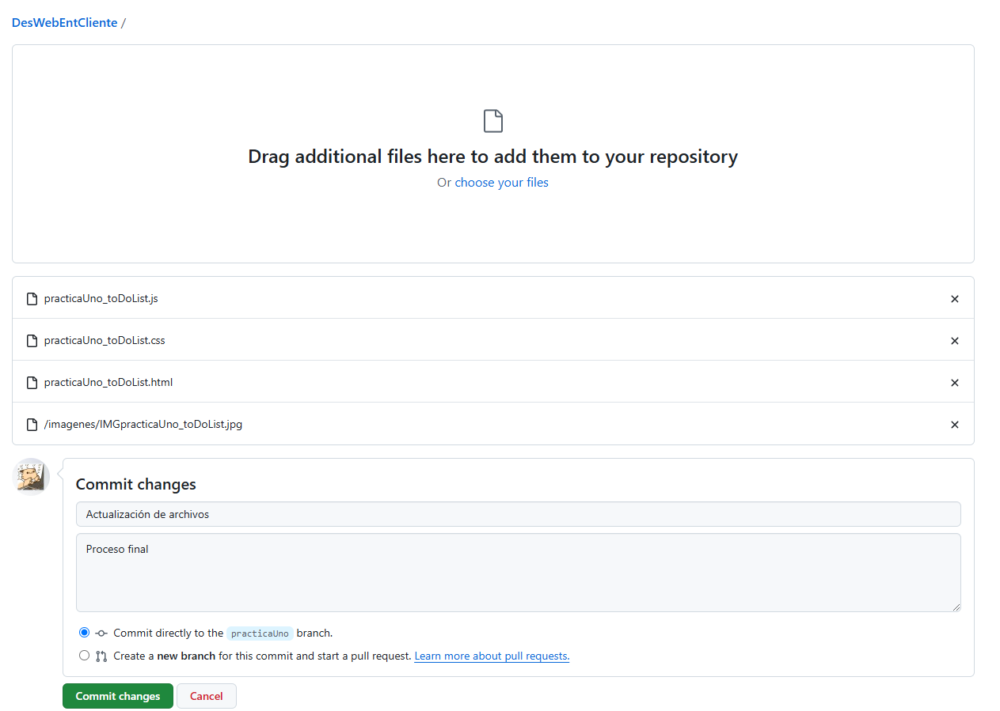 DesWebEntCliente /
Drag additional files here to add them to your repository
Or choose your files
practicaUno_toDoList.js
practicaUno_toDoList.css
practicaUno_toDoList.html
/imagenes/IMGpracticaUno_toDoList.jpg
Commit changes
Actualización de archivos
Proceso final
Commit directly to the practicaUno branch.
Create a new branch for this commit and start a pull request. Learn more about pull requests.
Commit changes Cancel